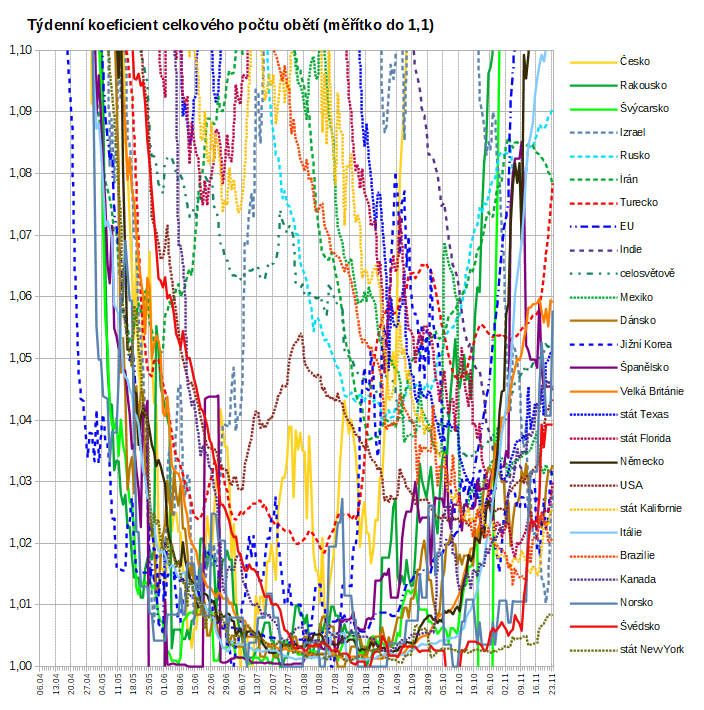 Týdenní koeficient celkového počtu obětí (měřítko do 1,1)
1,10
1,09
1,08
1,07
1,06
1,05
1,04
1,03
1,02
1,01
1,00
06.04
13.04
20.04
27.04
04.05
11.05
18.05
25.05
01.06
08.06
15.06
22.06
29.06
06.07
13.07
20.07
27.07
03.08
10.08
17.08
24.08
31.08
07.09
14.09
21.09
28.09
05.10
12.10
19.10
26.10
02.11
09.11
16.11
23.11
Česko
Rakousko
Švýcarsko
Izrael
Rusko
Irán
Turecko
EU
Indie
celosvětově
Mexiko
Dánsko
Jižní Korea
Španělsko
Velká Británie
stát Texas
stát Florida
Německo
USA
stát Kalifornie
Itálie
Brazílie
Kanada
Norsko
Švédsko
stát New York